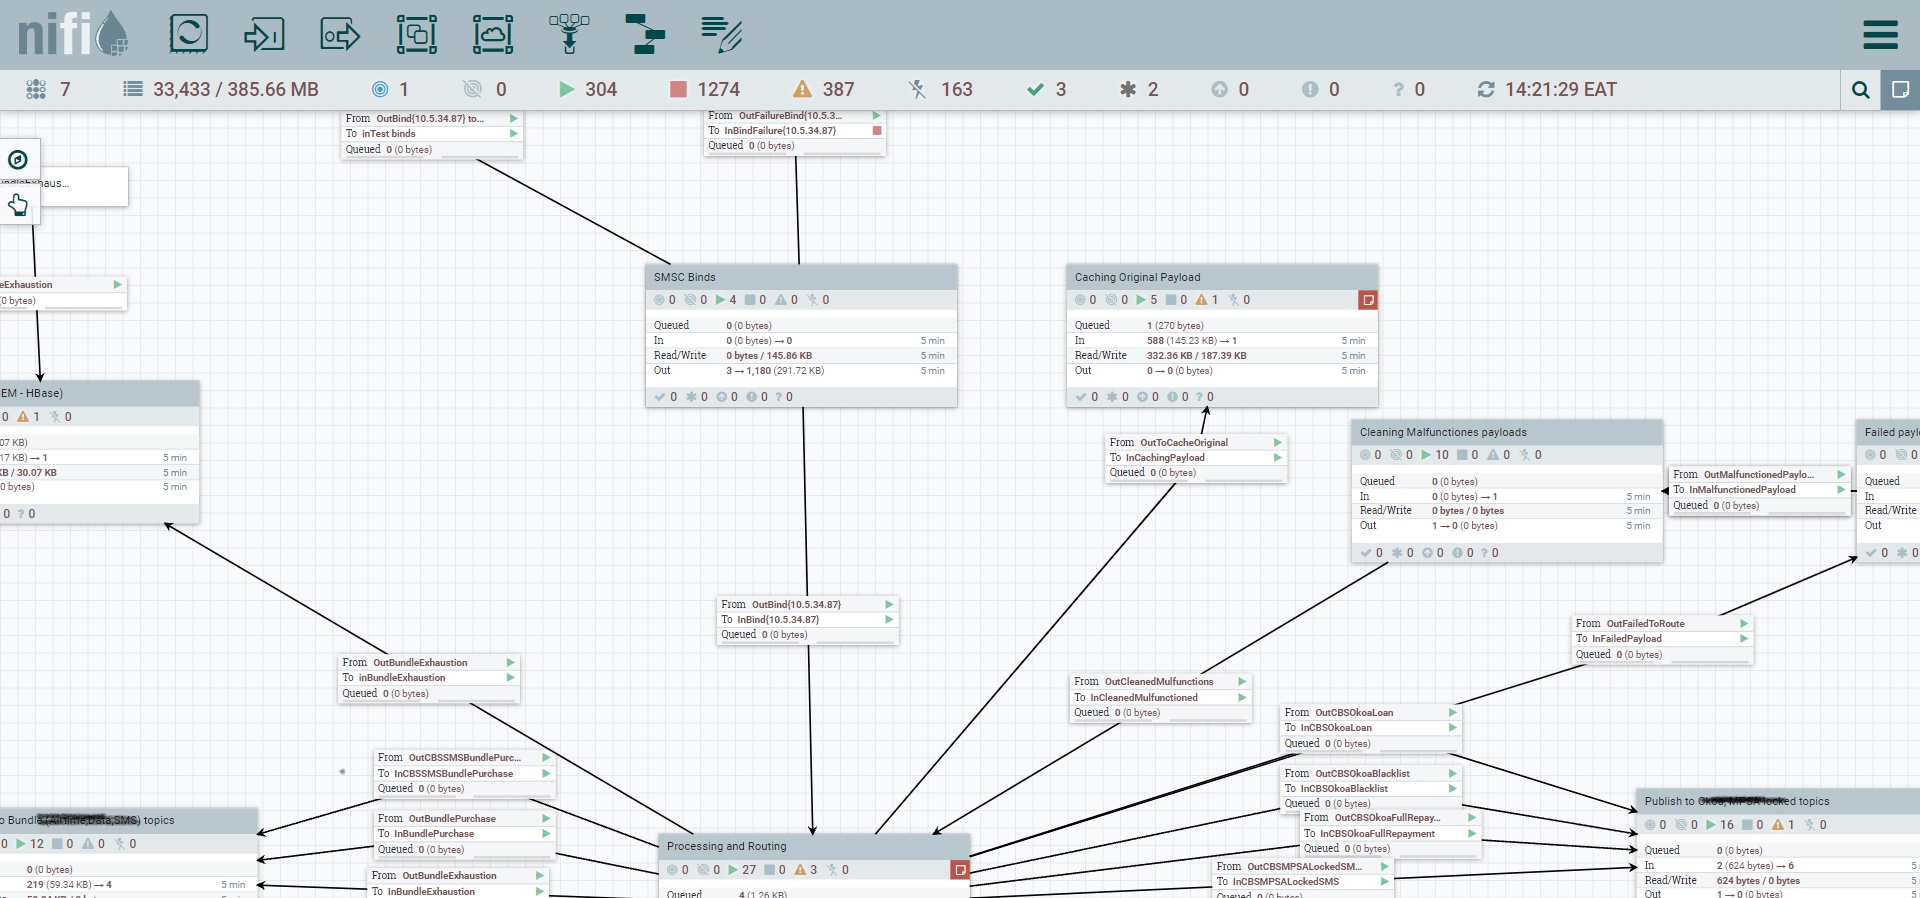 nifi
7 33,433 / 385.66 MB 1 0 304 1274 387 163 3 2 0 0 ? 0 14:21:29 EAT
From OutBind{10.5.34.87} to...
To inTest binds
Queued 0 (0 bytes)
From OutFailureBind{10.5.3...
To InBindFailure{10.5.34.87}
Queued 0 (0 bytes)
eExhaustion
(0 bytes)
SMSC Binds
0 0 4 0 0 0
Queued 0 (0 bytes)
In 0 (0 bytes) → 0 5 min
Read/Write 0 bytes / 145.86 KB 5 min
Out 3 → 1,180 (291.72 KB) 5 min
0 0 0 0 ? 0
Caching Original Payload
0 0 5 0 1 0
Queued 1 (270 bytes)
In 588 (145.23 KB) → 1 5 min
Read/Write 332.36 KB / 187.39 KB 5 min
Out 0 → 0 (0 bytes) 5 min
0 0 0 0 ? 0
EM - HBase)
0 1 0
07 KB)
17 KB) → 1 5 min
KB / 30.07 KB 5 min
0 bytes) 5 min
0 ? 0
From OutToCacheOriginal
To InCachingPayload
Queued 0 (0 bytes)
Cleaning Malfunctiones payloads
0 0 10 0 0 0
Queued 0 (0 bytes)
In 0 (0 bytes) → 1 5 min
Read/Write 0 bytes / 0 bytes 5 min
Out 1 → 0 (0 bytes) 5 min
0 0 0 0 ? 0
From OutMalfunctionedPaylo...
To InMalfunctionedPayload
Queued 0 (0 bytes)
Failed payl
0 0
Queued
In
Read/Write
Out
0 0
From OutBind{10.5.34.87}
To InBind{10.5.34.87}
Queued 0 (0 bytes)
From OutFailedToRoute
To InFailedPayload
Queued 0 (0 bytes)
From OutBundleExhaustion
To inBundleExhaustion
Queued 0 (0 bytes)
From OutCleanedMulfunctions
To InCleanedMulfunctioned
Queued 0 (0 bytes)
From OutCBSOkoaLoan
To InCBSOkoaLoan
Queued 0 (0 bytes)
From OutCBSSMSBundlePurc...
To InCBSSMSBundlePurchase
Queued 0 (0 bytes)
From OutCBSOkoaBlacklist
To InCBSOkoaBlacklist
Queued 0 (0 bytes)
From OutBundlePurchase
To InBundlePurchase
Queued 0 (0 bytes)
From OutCBSOkoaFullRepay...
To InCBSOkoaFullRepayment
Queued 0 (0 bytes)
o Bundle (Airtime,Data,SMS) topics
0 12 0 0 0
0 (0 bytes)
219 (59.34 KB) → 4 5 min
Processing and Routing
0 0 27 0 3 0
Queued 4 (1.26 KB)
From OutBundleExhaustion
To InBundleExhaustion
From OutCBSMPSALockedSM...
To InCBSMPSALockedSMS
Queued 0 (0 bytes)
Publish to Okoa, MPSA locked topics
0 0 16 0 1 0
Queued 0 (0 bytes)
In 2 (624 bytes) → 6 5
Read/Write 624 bytes / 0 bytes 5
Out 1 → 0 (0 bytes) 5